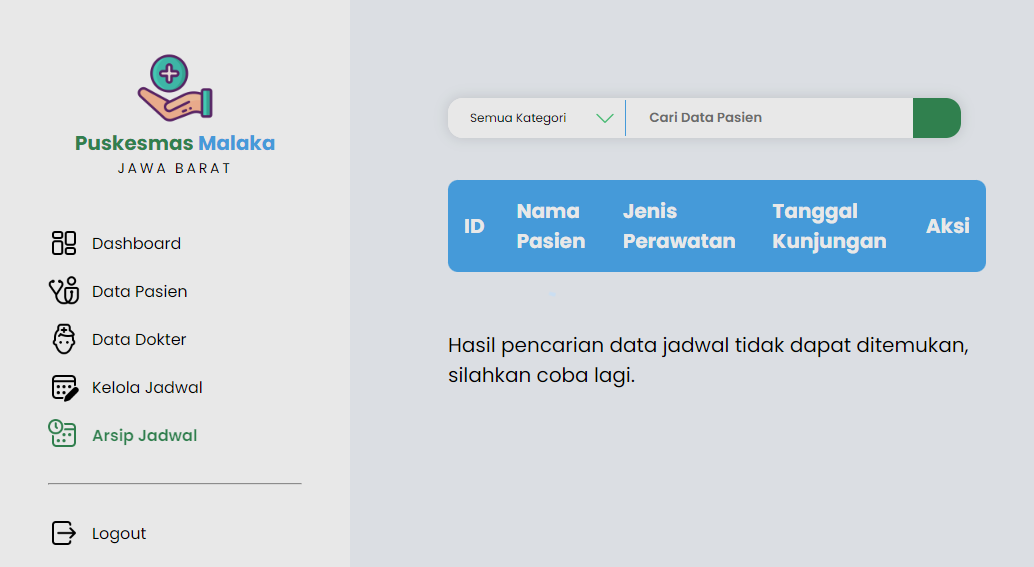 Puskesmas Malaka
JAWA BARAT
Dashboard
Data Pasien
Data Dokter
Kelola Jadwal
Arsip Jadwal
Logout
Semua Kategori
Cari Data Pasien
ID
Nama
Pasien
Jenis
Perawatan
Tanggal
Kunjungan
Aksi
Hasil pencarian data jadwal tidak dapat ditemukan,
silahkan coba lagi.